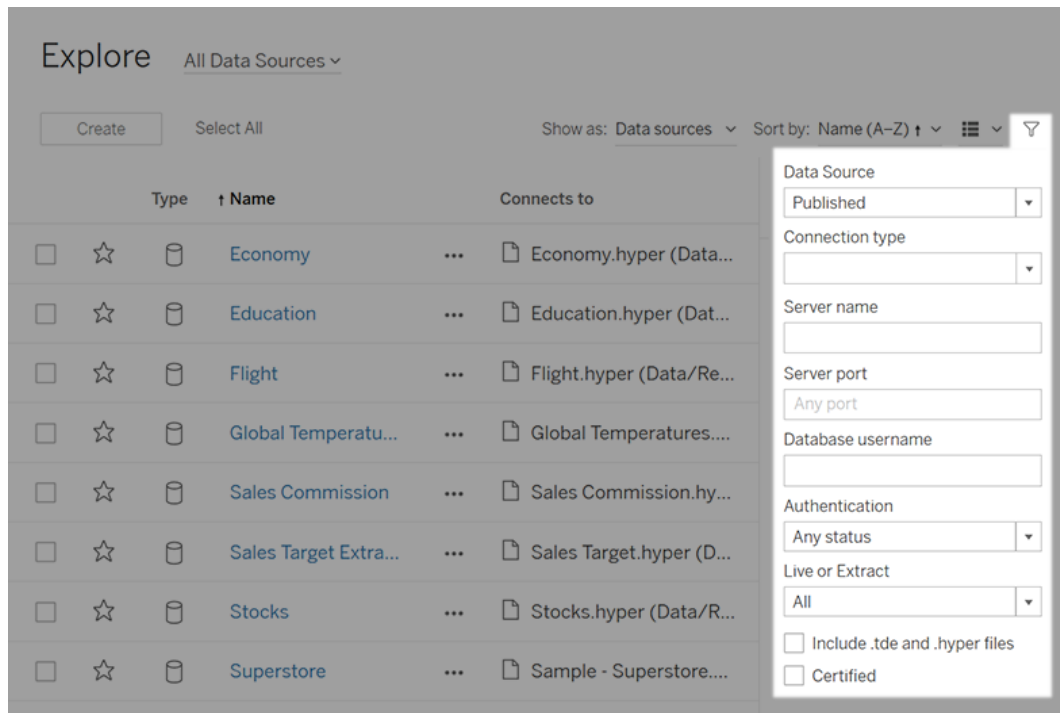 Explore All Data Sources
Create Select All Show as: Data sources Sort by: Name (A–Z) ↑
Type ↑ Name Connects to
Economy ••• Economy.hyper (Data...
Education ••• Education.hyper (Dat...
Flight ••• Flight.hyper (Data/Re...
Global Temperatu... ••• Global Temperatures....
Sales Commission ••• Sales Commission.hy...
Sales Target Extra... ••• Sales Target.hyper (D...
Stocks ••• Stocks.hyper (Data/R...
Superstore ••• Sample - Superstore....
Data Source
Published
Connection type
Server name
Server port
Any port
Database username
Authentication
Any status
Live or Extract
All
Include .tde and .hyper files
Certified